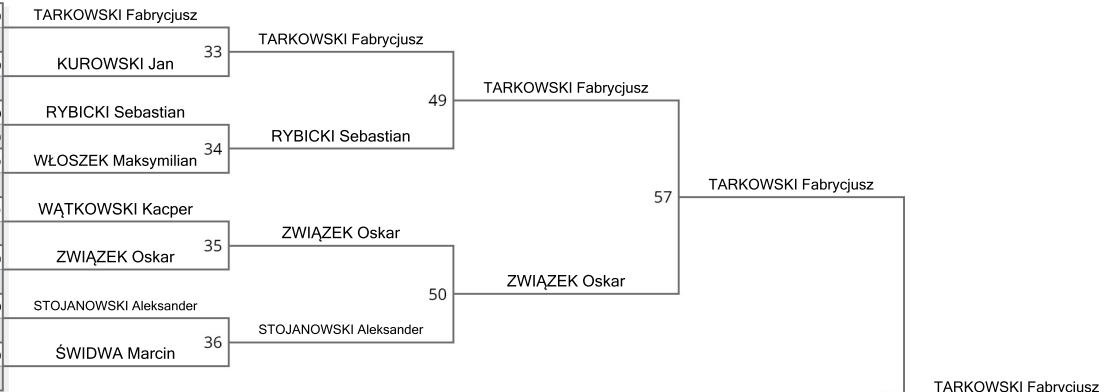 TARKOWSKI Fabrycjusz
TARKOWSKI Fabrycjusz
33
KUROWSKI Jan
TARKOWSKI Fabrycjusz
49
RYBICKI Sebastian
RYBICKI Sebastian
34
WŁOSZEK Maksymilian
TARKOWSKI Fabrycjusz
57
WĄTKOWSKI Kacper
ZWIĄZEK Oskar
35
ZWIĄZEK Oskar
ZWIĄZEK Oskar
50
STOJANOWSKI Aleksander
STOJANOWSKI Aleksander
36
ŚWIDWA Marcin
TARKOWSKI Fabrycjusz